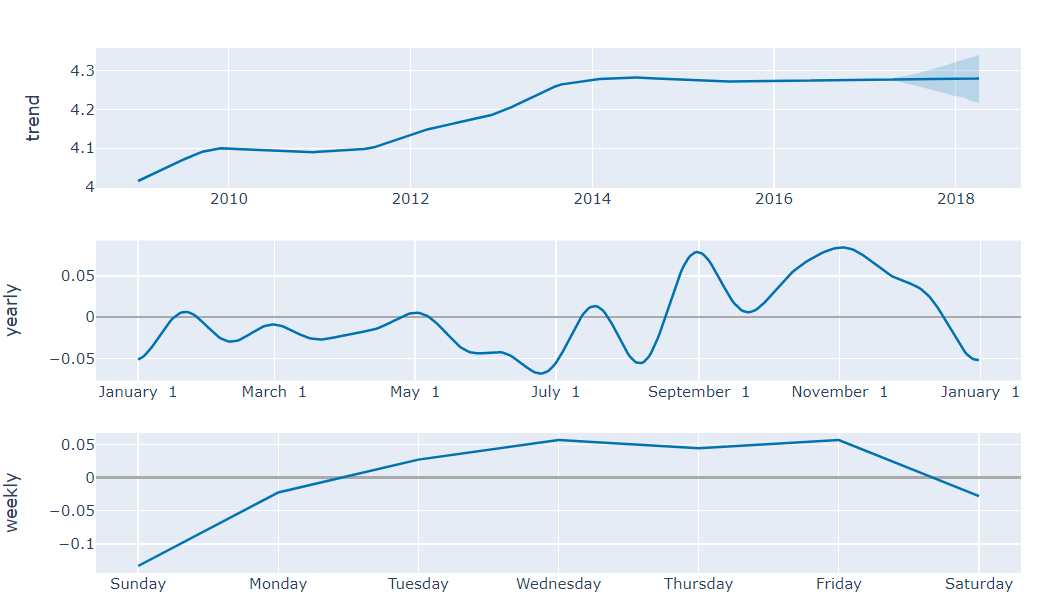 trend
4.3
4.2
4.1
4
2010 2012 2014 2016 2018
yearly
0.05
0
−0.05
January 1 March 1 May 1 July 1 September 1 November 1 January 1
weekly
0.05
0
−0.05
−0.1
Sunday Monday Tuesday Wednesday Thursday Friday Saturday